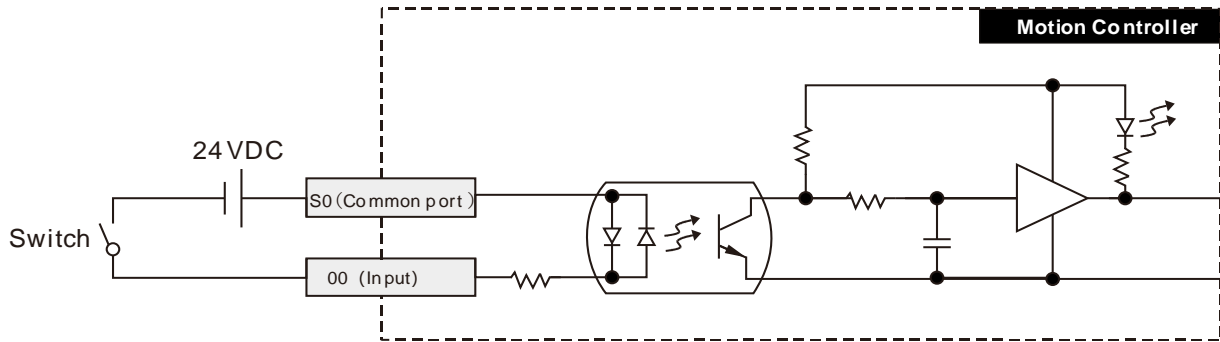 Motion Controller
24VDC
S0 (Common port)
Switch
00 (Input)